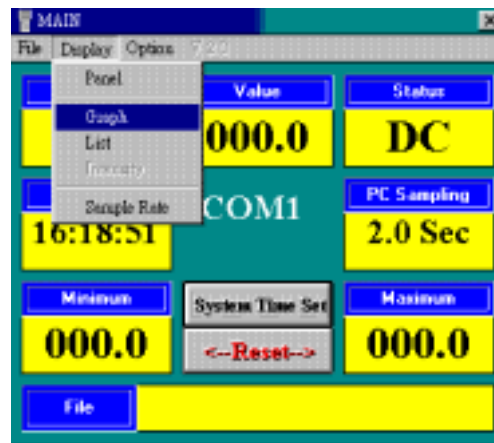 MAIN
File Display Option
Panel
Graph
List
Sample Rate
Value
000.0
Status
DC
16:18:51
COM1
PC Sampling
2.0 Sec
Minimum
000.0
System Time Set
<--Reset-->
Maximum
000.0
File